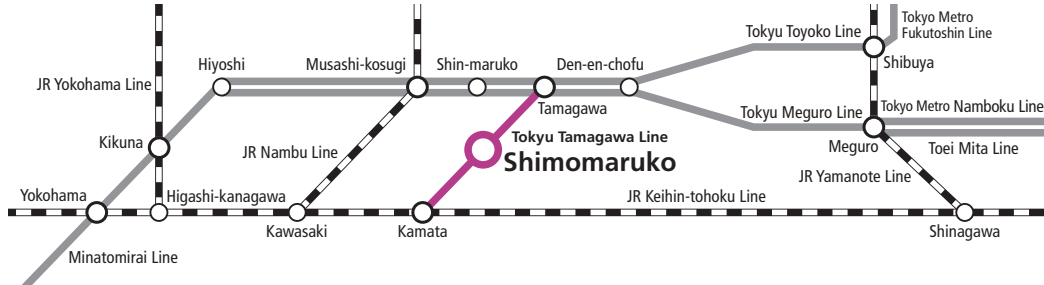 Tokyo Metro
Fukutoshin Line
Tokyu Toyoko Line
Shibuya
Hiyoshi
Musashi-kosugi
Shin-maruko
Den-en-chofu
JR Yokohama Line
Tamagawa
Tokyu Meguro Line
Tokyo Metro Namboku Line
Kikuna
JR Nambu Line
Tokyu Tamagawa Line
Shimomaruko
Meguro
Toei Mita Line
JR Yamanote Line
Yokohama
Higashi-kanagawa
JR Keihin-tohoku Line
Kawasaki
Kamata
Shinagawa
Minatomirai Line